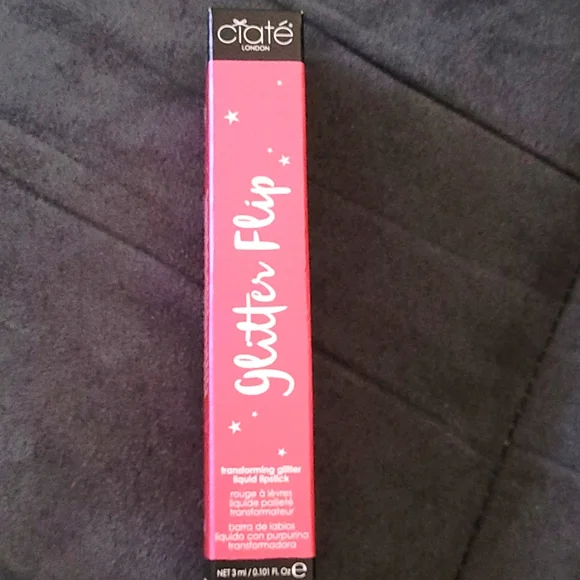 ciaté
LONDON
Glitter Flip
transforming glitter
liquid lipstick
rouge à lèvres
liquide pailleté
transformateur
barra de labios
líquido con purpurina
transformadora
NET 3 ml / 0.101 FL Oz e